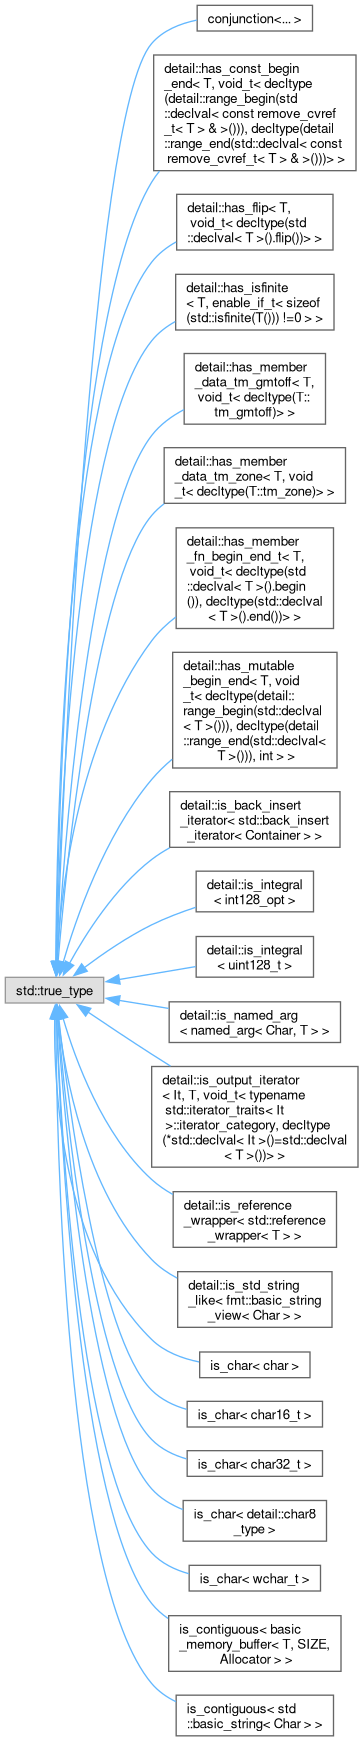 conjunction<... >
detail::has_const_begin
_end< T, void_t< decltype
(detail::range_begin(std
::declval< const remove_cvref
_t< T > & >())), decltype(detail
::range_end(std::declval< const
remove_cvref_t< T > & >()))> >
detail::has_flip< T,
void_t< decltype(std
::declval< T >().flip())> >
detail::has_isfinite
< T, enable_if_t< sizeof
(std::isfinite(T())) !=0 > >
detail::has_member
_data_tm_gmtoff< T,
void_t< decltype(T::
tm_gmtoff)> >
detail::has_member
_data_tm_zone< T, void
_t< decltype(T::tm_zone)> >
detail::has_member
_fn_begin_end_t< T,
void_t< decltype(std
::declval< T >().begin
()), decltype(std::declval
< T >().end())> >
detail::has_mutable
_begin_end< T, void
_t< decltype(detail::
range_begin(std::declval
< T >())), decltype(detail
::range_end(std::declval<
T >())), int > >
detail::is_back_insert
_iterator< std::back_insert
_iterator< Container > >
detail::is_integral
< int128_opt >
detail::is_integral
< uint128_t >
std::true_type
detail::is_named_arg
< named_arg< Char, T > >
detail::is_output_iterator
< It, T, void_t< typename
std::iterator_traits< It
>::iterator_category, decltype
(*std::declval< It >()=std::declval
< T >())> >
detail::is_reference
_wrapper< std::reference
_wrapper< T > >
detail::is_std_string
_like< fmt::basic_string
_view< Char > >
is_char< char >
is_char< char16_t >
is_char< char32_t >
is_char< detail::char8
_type >
is_char< wchar_t >
is_contiguous< basic
_memory_buffer< T, SIZE,
Allocator > >
is_contiguous< std
::basic_string< Char > >